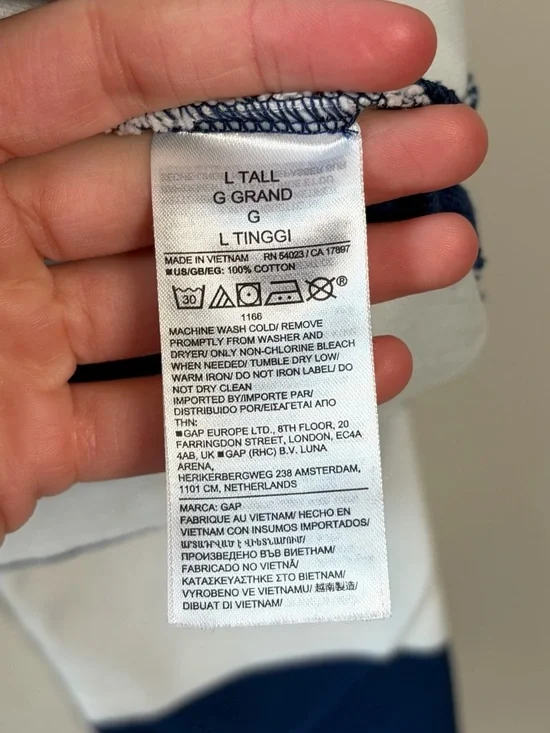 L TALL
G GRAND
G
L TINGGI
MADE IN VIETNAM RN 54023 / CA 17897
■US/GB/EG: 100% COTTON
30 ®
1166
MACHINE WASH COLD/ REMOVE
PROMPTLY FROM WASHER AND
DRYER/ ONLY NON-CHLORINE BLEACH
WHEN NEEDED/ TUMBLE DRY LOW/
WARM IRON/ DO NOT IRON LABEL/ DO
NOT DRY CLEAN
IMPORTED BY/IMPORTE PAR/
DISTRIBUIDO POR/ΕΙΣΑΓΕΤΑΙ ΑΠΟ
ΤΗΝ:
■GAP EUROPE LTD., 8TH FLOOR, 20
FARRINGDON STREET, LONDON, EC4A
4AB, UK ■GAP (RHC) B.V. LUNA
ARENA,
HERIKERBERGWEG 238 AMSTERDAM,
1101 CM, NETHERLANDS
MARCA: GAP
FABRIQUE AU VIETNAM/ HECHO EN
VIETNAM CON INSUMOS IMPORTADOS/
ԱՐՏԱԴՐՎԱԾ Է ՎԻԵՏՆԱՄՈՒՄ/
ПРОИЗВЕДЕНО ВЪВ ВИЕТНАМ/
FABRICADO NO VIETNÃ/
ΚΑΤΑΣΚΕΥΑΣΤΗΚΕ ΣΤΟ ΒΙΕΤΝΑΜ/
VYROBENO VE VIETNAMU/ 越南製造/
DIBUAT DI VIETNAM/